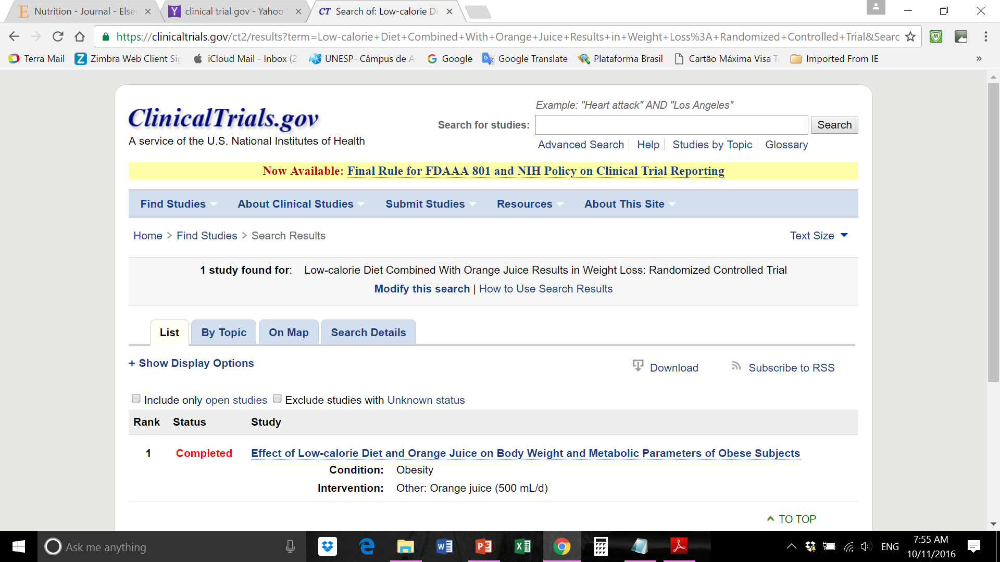 Nutrition - Journal - Else
clinical trial gov - Yahoo S
CT Search of: Low-calorie Di
https://clinicaltrials.gov/ct2/results?term=Low-calorie+Diet+Combined+With+Orange+Juice+Results+in+Weight+Loss%3A+Randomized+Controlled+Trial&Searc
Terra Mail Zimbra Web Client Sig iCloud Mail - Inbox (2 UNESP- Câmpus de A Google Google Translate Plataforma Brasil Cartão Máxima Visa Tr Imported From IE »
Example: "Heart attack" AND "Los Angeles"
ClinicalTrials.gov
Search for studies: Search
A service of the U.S. National Institutes of Health
Advanced Search Help Studies by Topic Glossary
Now Available: Final Rule for FDAAA 801 and NIH Policy on Clinical Trial Reporting
Find Studies About Clinical Studies Submit Studies Resources About This Site
Home > Find Studies > Search Results
Text Size
1 study found for: Low-calorie Diet Combined With Orange Juice Results in Weight Loss: Randomized Controlled Trial
Modify this search | How to Use Search Results
List By Topic On Map Search Details
+ Show Display Options
Download Subscribe to RSS
Include only open studies Exclude studies with Unknown status
Rank Status Study
1 Completed Effect of Low-calorie Diet and Orange Juice on Body Weight and Metabolic Parameters of Obese Subjects
Condition: Obesity
Intervention: Other: Orange juice (500 mL/d)
TO TOP
Ask me anything
ENG
7:55 AM
10/11/2016